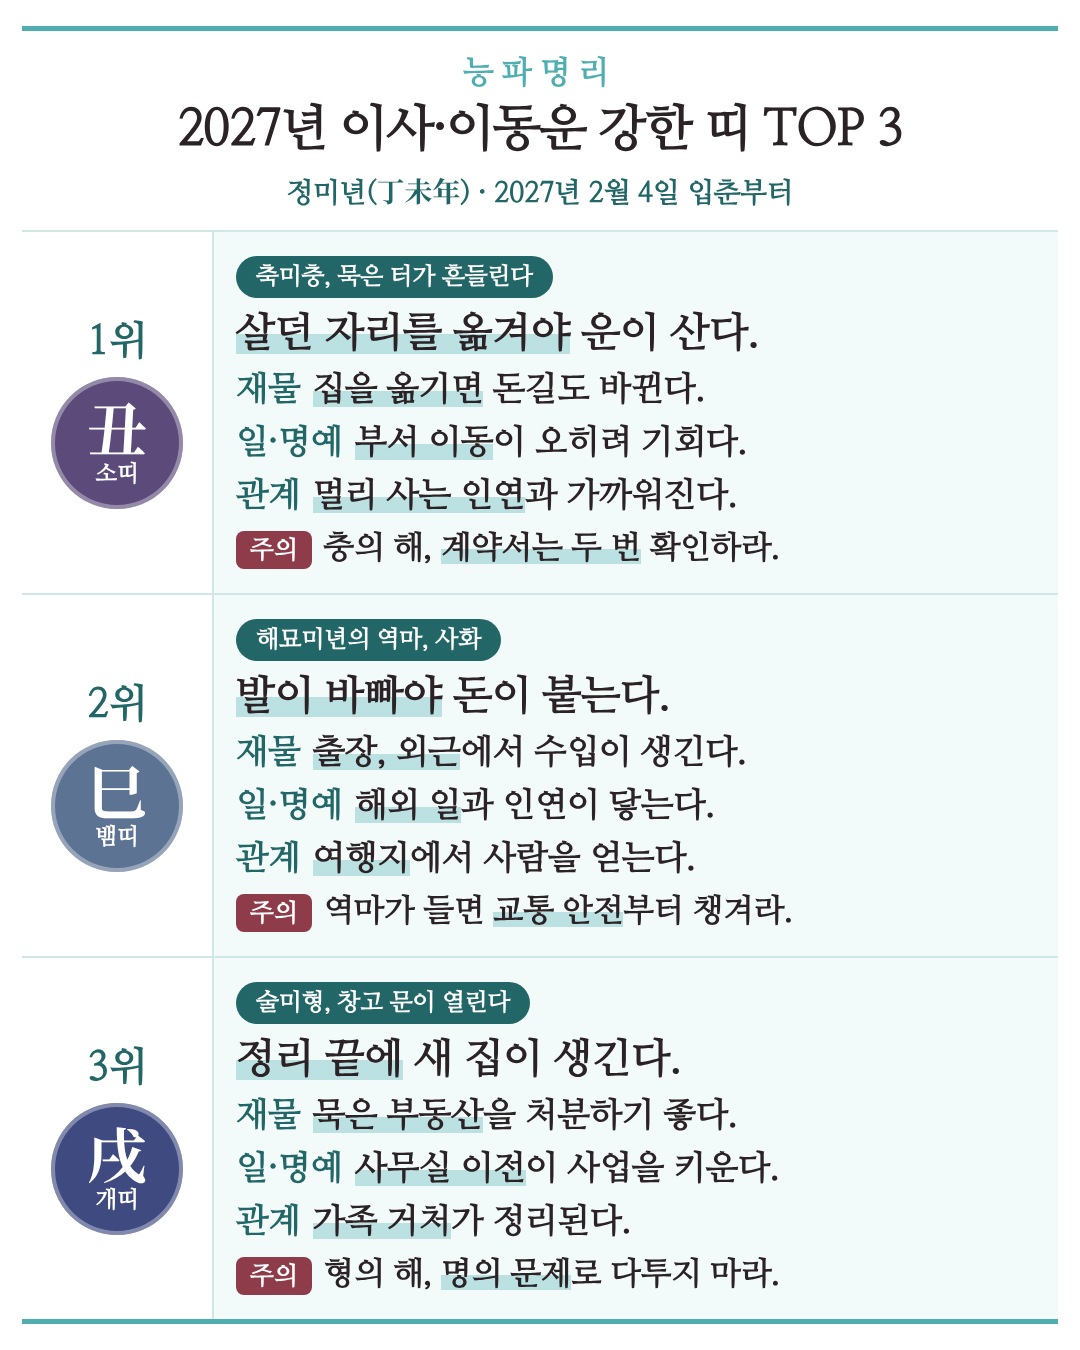 능파명리
2027년 이사·이동운 강한 띠 TOP 3
정미년(丁未年) · 2027년 2월 4일 입춘부터
1위
丑
소띠
축미충, 묵은 터가 흔들린다
살던 자리를 옮겨야 운이 산다.
재물 집을 옮기면 돈길도 바뀐다.
일·명예 부서 이동이 오히려 기회다.
관계 멀리 사는 인연과 가까워진다.
주의 충의 해, 계약서는 두 번 확인하라.
2위
巳
뱀띠
해묘미년의 역마, 사화
발이 바빠야 돈이 붙는다.
재물 출장, 외근에서 수입이 생긴다.
일·명예 해외 일과 인연이 닿는다.
관계 여행지에서 사람을 얻는다.
주의 역마가 들면 교통 안전부터 챙겨라.
3위
戌
개띠
술미형, 창고 문이 열린다
정리 끝에 새 집이 생긴다.
재물 묵은 부동산을 처분하기 좋다.
일·명예 사무실 이전이 사업을 키운다.
관계 가족 거처가 정리된다.
주의 형의 해, 명의 문제로 다투지 마라.